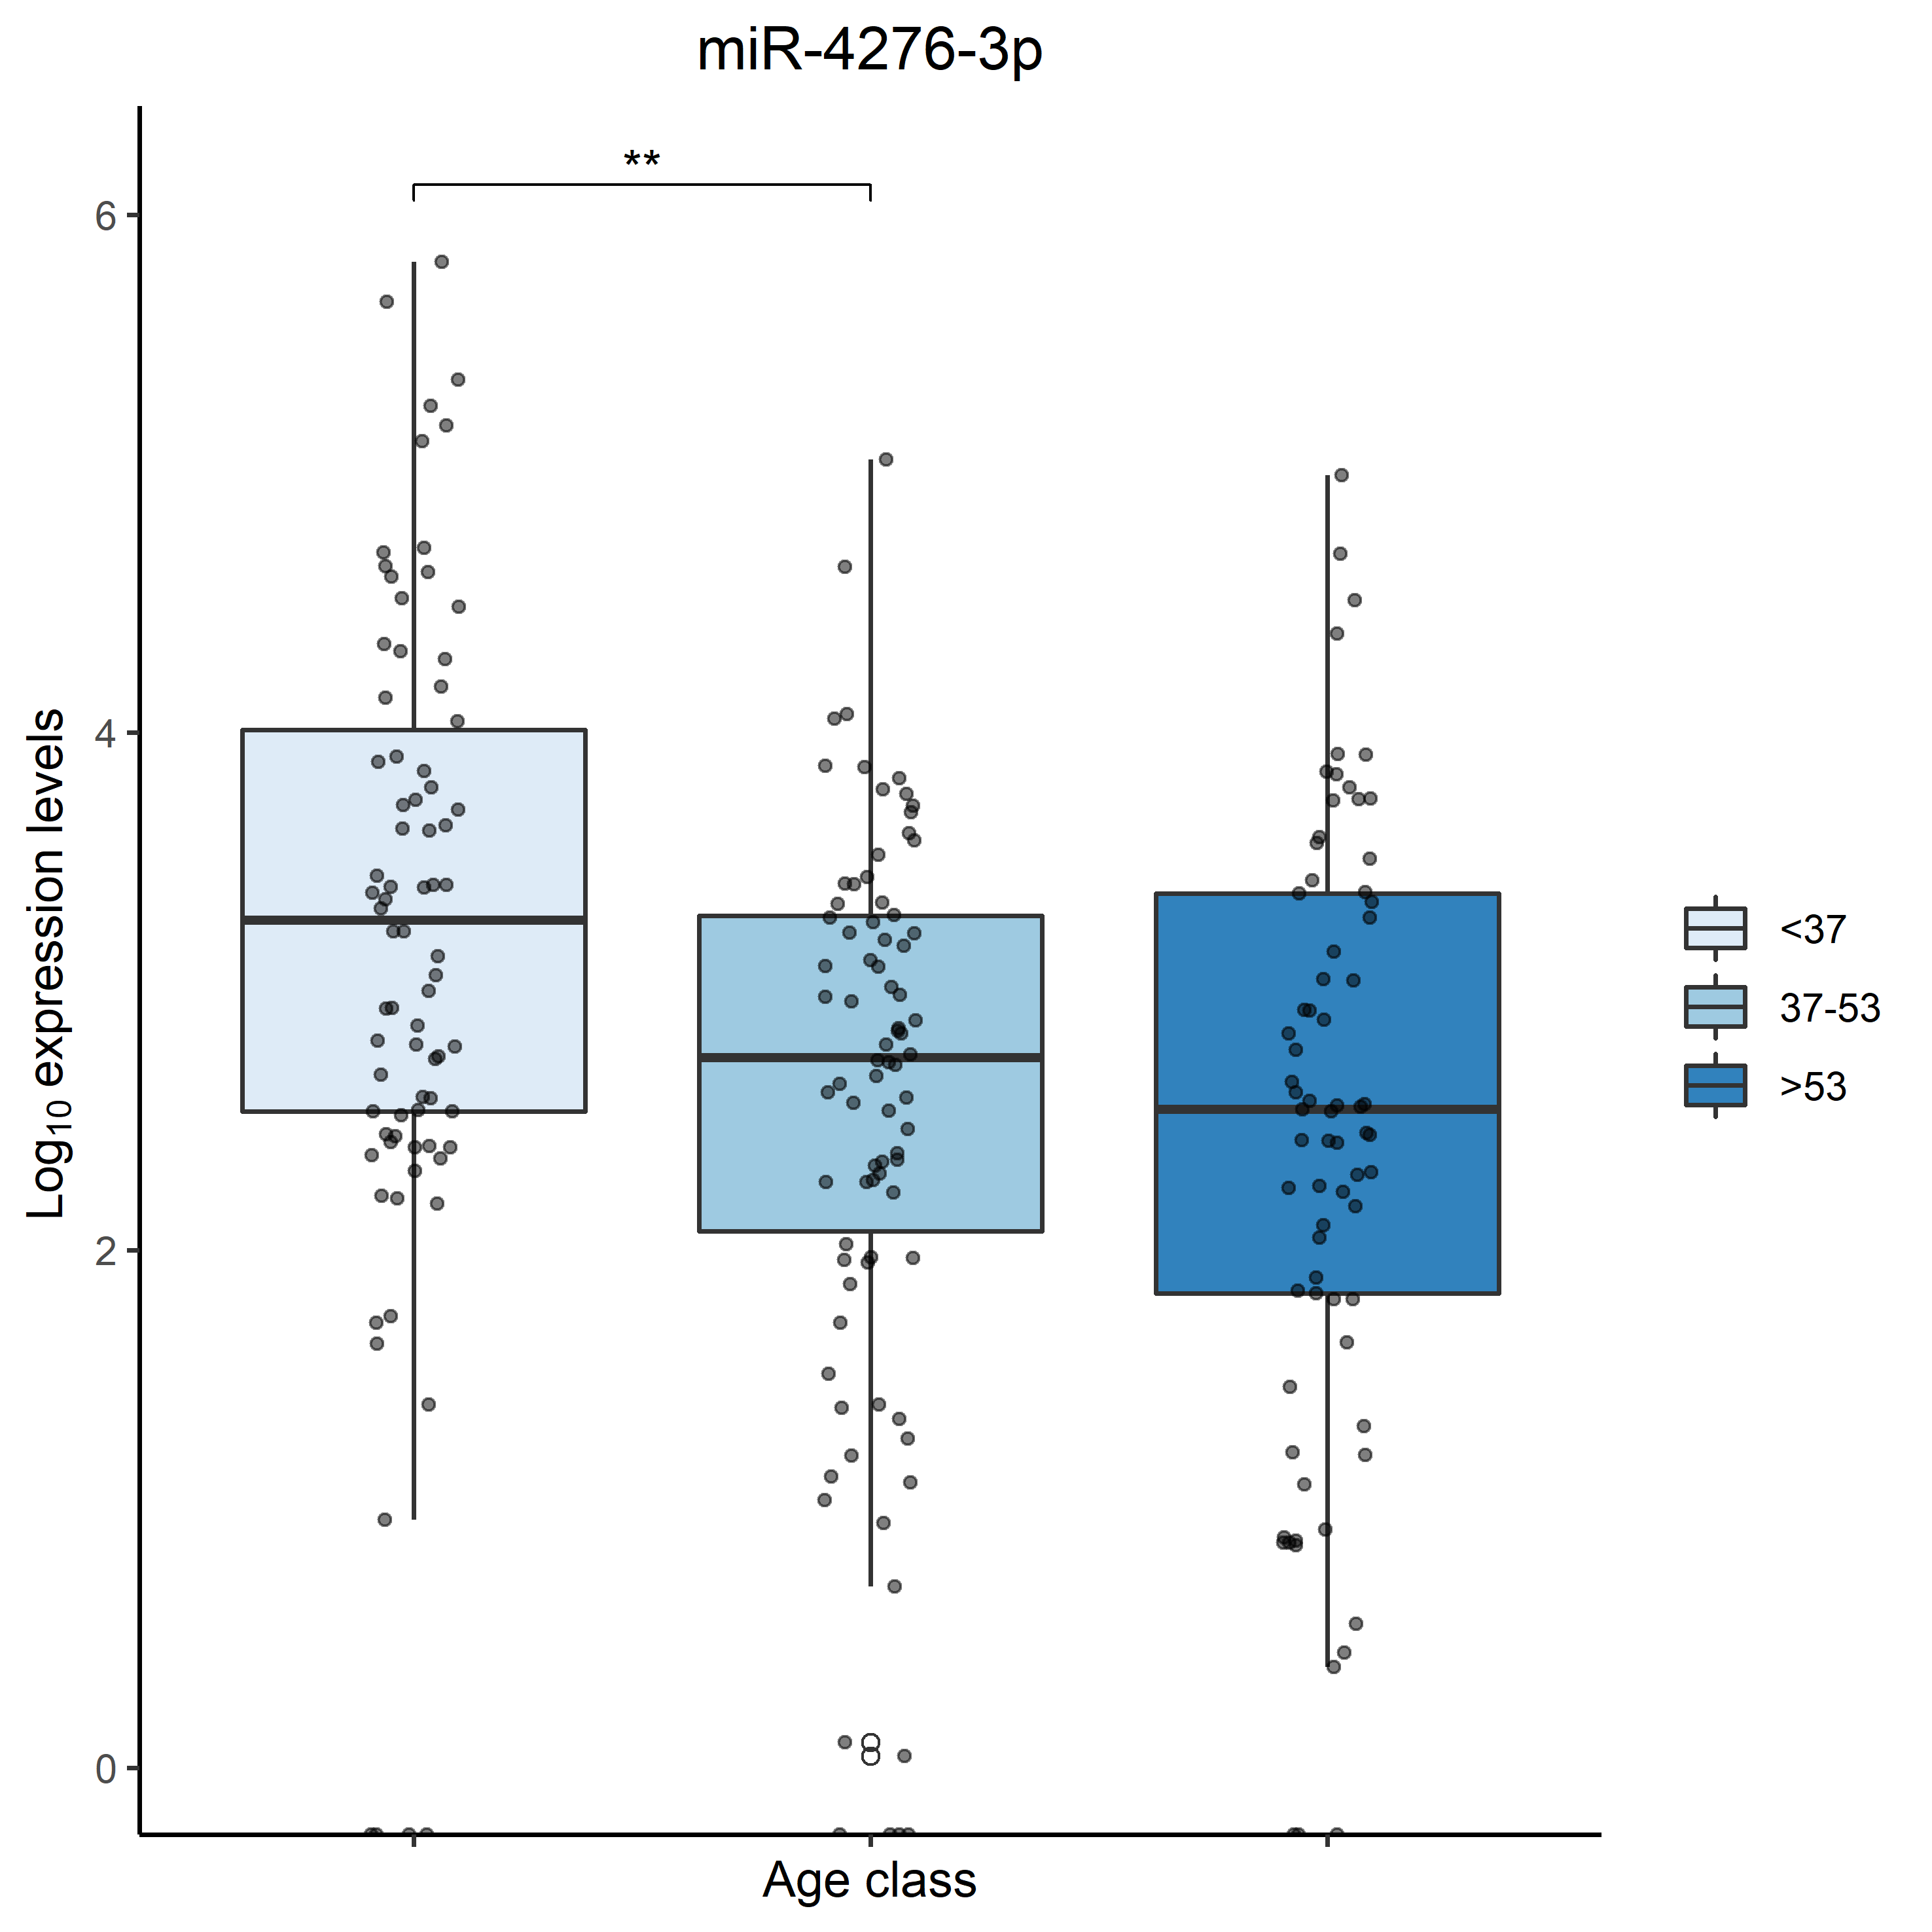 miR-4276-3p
**
6
4
2
0
Log10 expression levels
Age class
<37
37-53
>53